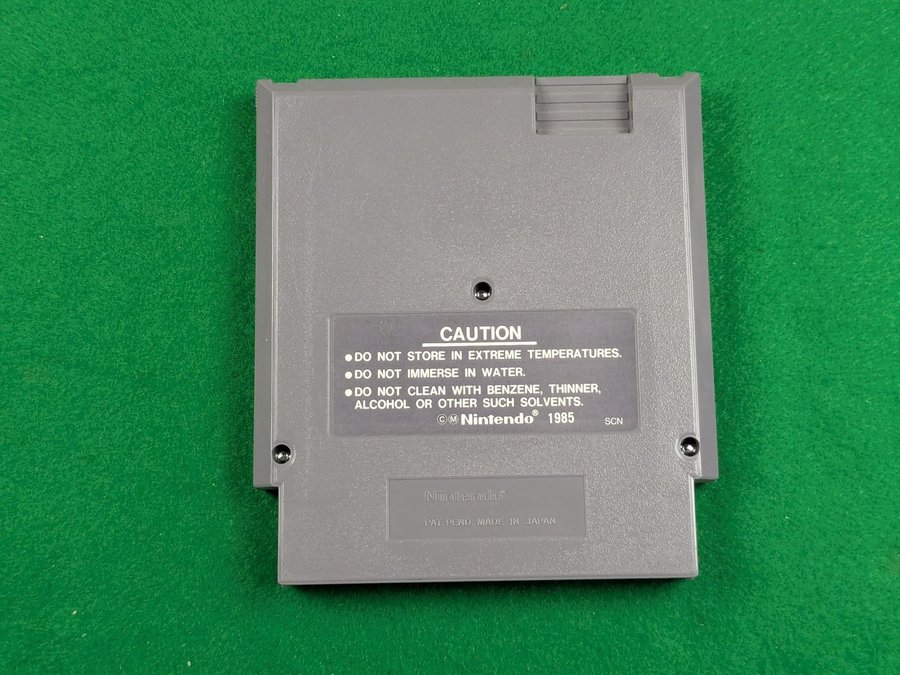 CAUTION
●DO NOT STORE IN EXTREME TEMPERATURES.
●DO NOT IMMERSE IN WATER.
●DO NOT CLEAN WITH BENZENE, THINNER,
ALCOHOL OR OTHER SUCH SOLVENTS.
ⒸⓂNintendo® 1985 SCN
Nintendo®
PAT. PEND. MADE IN JAPAN